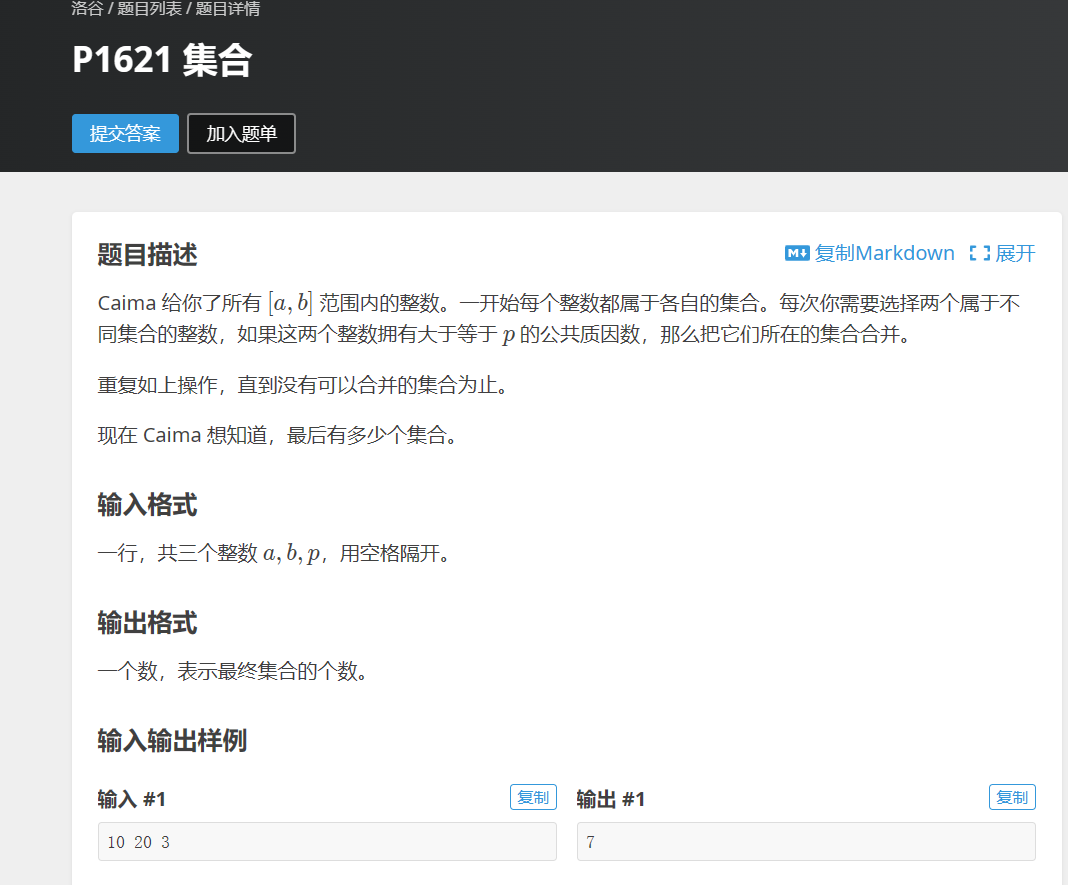 洛谷 / 题目列表 / 题目详情
P1621 集合
提交答案 加入题单
题目描述 复制Markdown 展开
Caima 给你了所有 [a, b] 范围内的整数。一开始每个整数都属于各自的集合。每次你需要选择两个属于不
同集合的整数，如果这两个整数拥有大于等于 p 的公共质因数，那么把它们所在的集合合并。
重复如上操作，直到没有可以合并的集合为止。
现在 Caima 想知道，最后有多少个集合。
输入格式
一行，共三个整数 a, b, p，用空格隔开。
输出格式
一个数，表示最终集合的个数。
输入输出样例
输入 #1 复制 输出 #1 复制
10 20 3 7